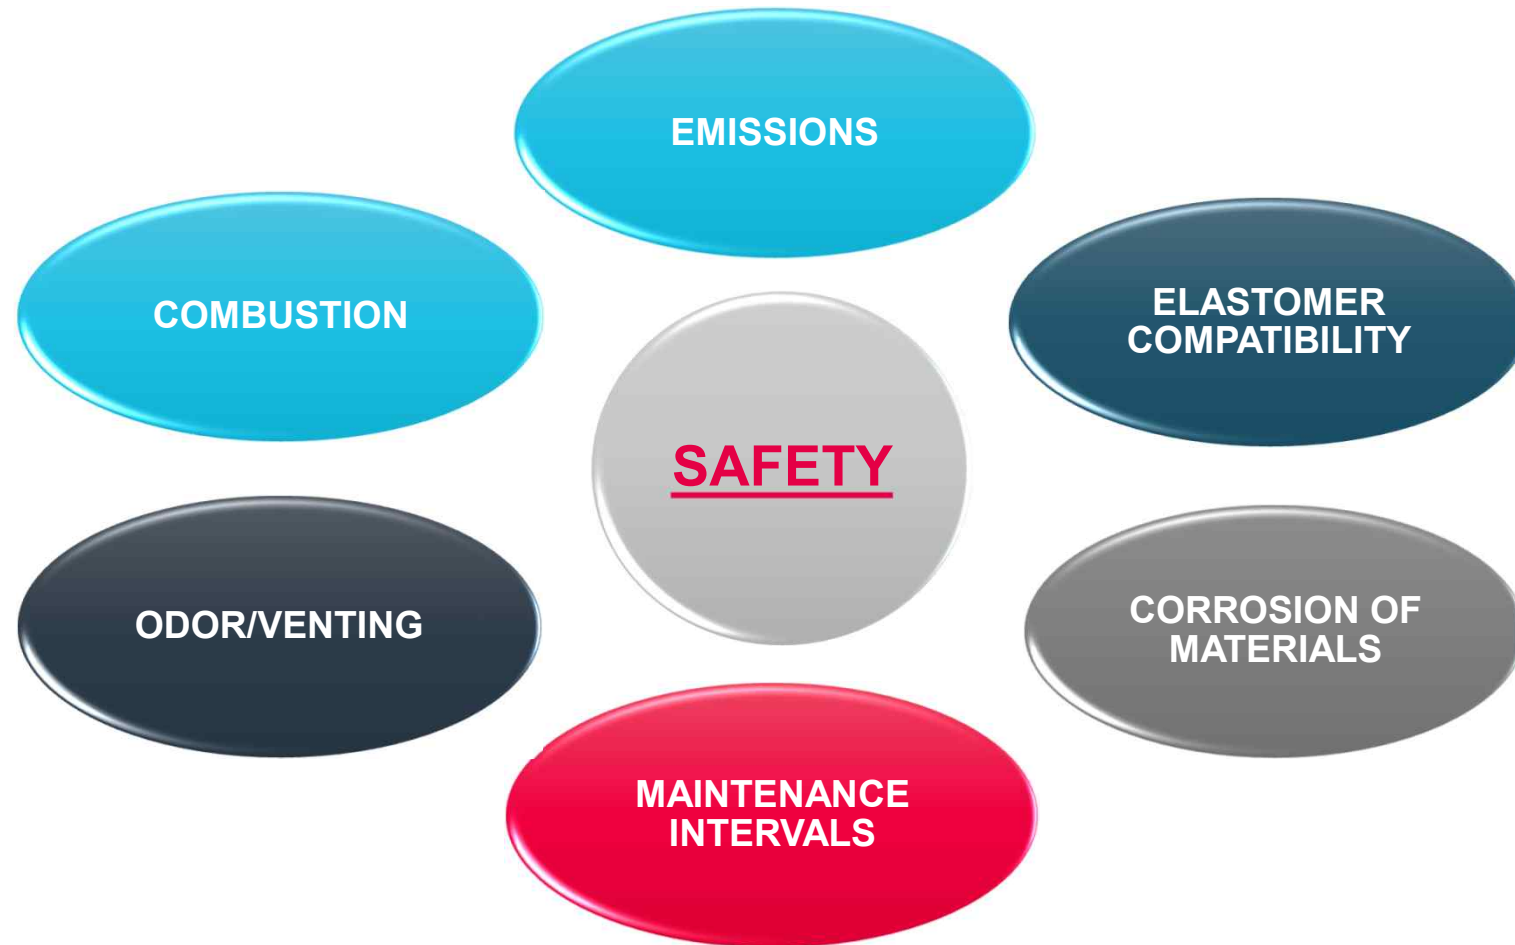 EMISSIONS
COMBUSTION
ELASTOMER
COMPATIBILITY
SAFETY
ODOR/VENTING
CORROSION OF
MATERIALS
MAINTENANCE
INTERVALS